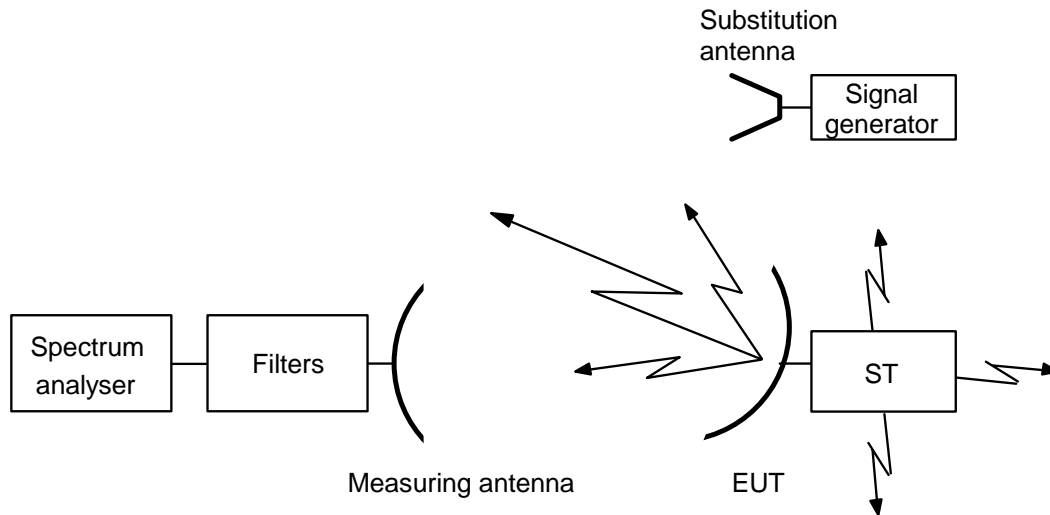 Substitution
antenna
Signal
generator
Spectrum
analyser
Filters
ST
Measuring antenna
EUT